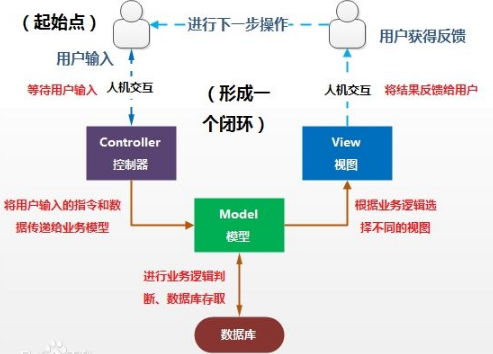 （起始点）
进行下一步操作
用户获得反馈
用户输入
等待用户输入
人机交互
（形成一
个闭环）
人机交互
将结果反馈给用户
Controller
控制器
View
视图
将用户输入的指令和数
据传递给业务模型
Model
模型
根据业务逻辑选
择不同的视图
进行业务逻辑判
断、数据库存取
数据库